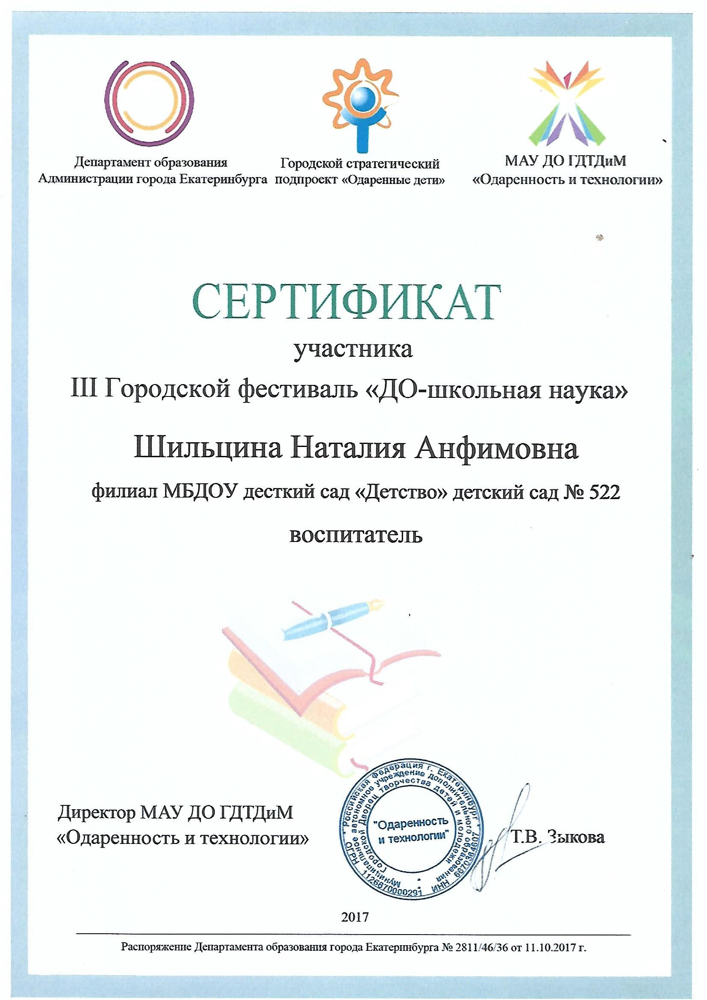 Департамент образования
Администрации города Екатеринбурга
Городской стратегический
подпроект «Одаренные дети»
МАУ ДО ГДТДиМ
«Одаренность и технологии»
СЕРТИФИКАТ
участника
III Городской фестиваль «ДО-школьная наука»
Шильцина Наталия Анфимовна
филиал МБДОУ десткий сад «Детство» детский сад № 522
воспитатель
Директор МАУ ДО ГДТДиМ
«Одаренность и технологии»
* Российская Федерация г. Екатеринбург *
Муниципальное автономное учреждение дополнительного образования
Городской Дворец творчества детей и молодежи
"Одаренность
и технологии"
ОГРН 1126670000291 ИНН 6670364607
Т.В. Зыкова
2017
Распоряжение Департамента образования города Екатеринбурга № 2811/46/36 от 11.10.2017 г.